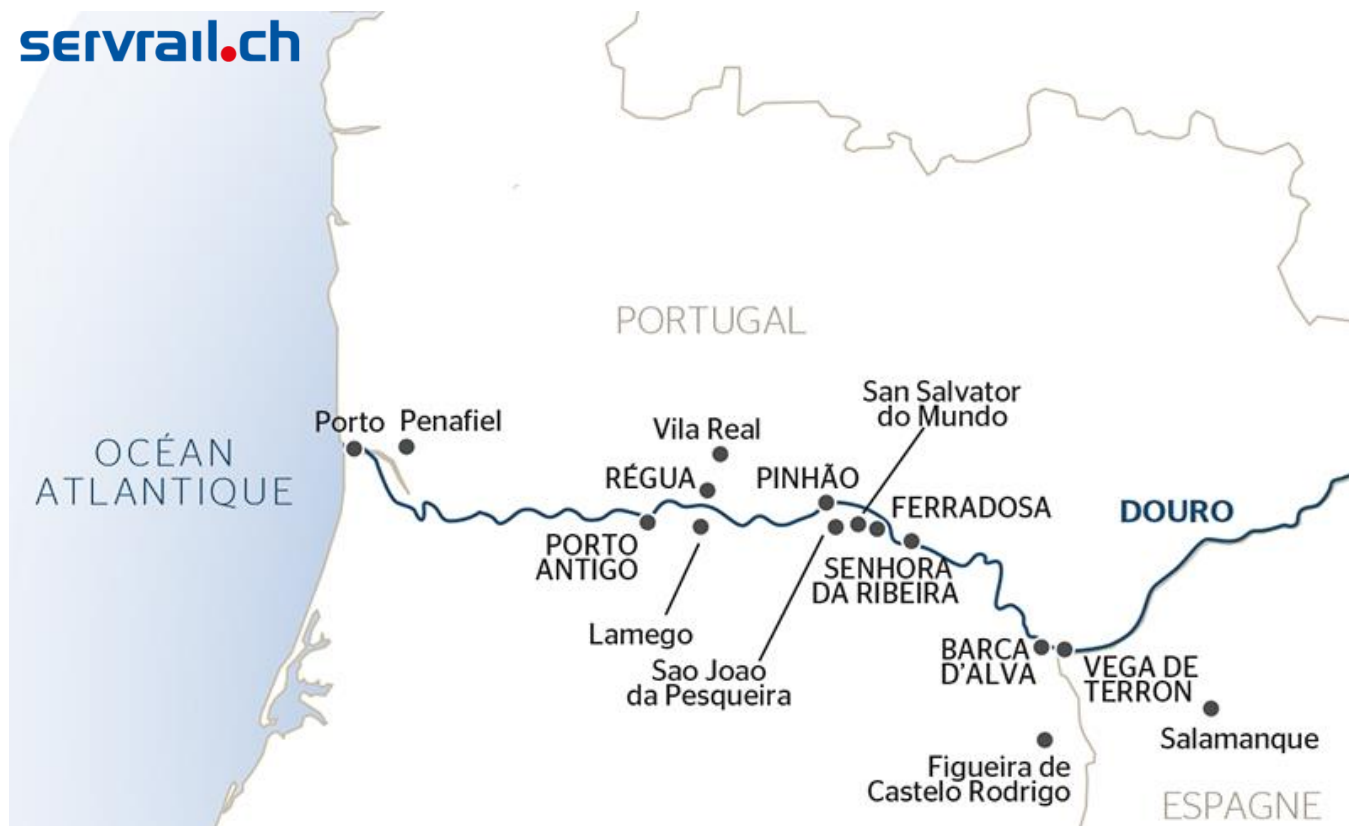 servrail.ch
PORTUGAL
San Salvator
do Mundo
Porto
Penafiel
Vila Real
OCÉAN
ATLANTIQUE
RÉGUA
PINHÃO
FERRADOSA
DOURO
PORTO
ANTIGO
SENHORA
DA RIBEIRA
Lamego
Sao Joao
da Pesqueira
BARCA
D'ALVA
VEGA DE
TERRON
Salamanque
Figueira de
Castelo Rodrigo
ESPAGNE